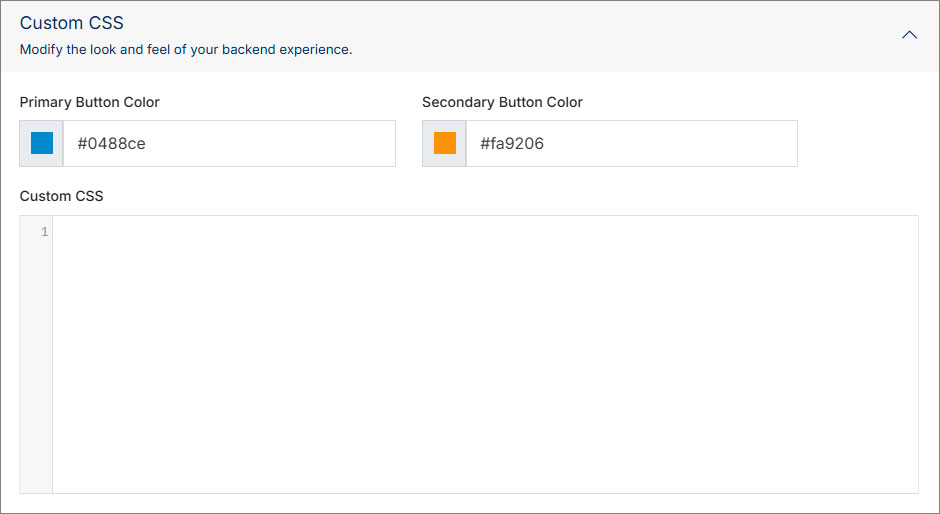 Custom CSS
Modify the look and feel of your backend experience.
Primary Button Color
Secondary Button Color
#0488ce
#fa9206
Custom CSS
1